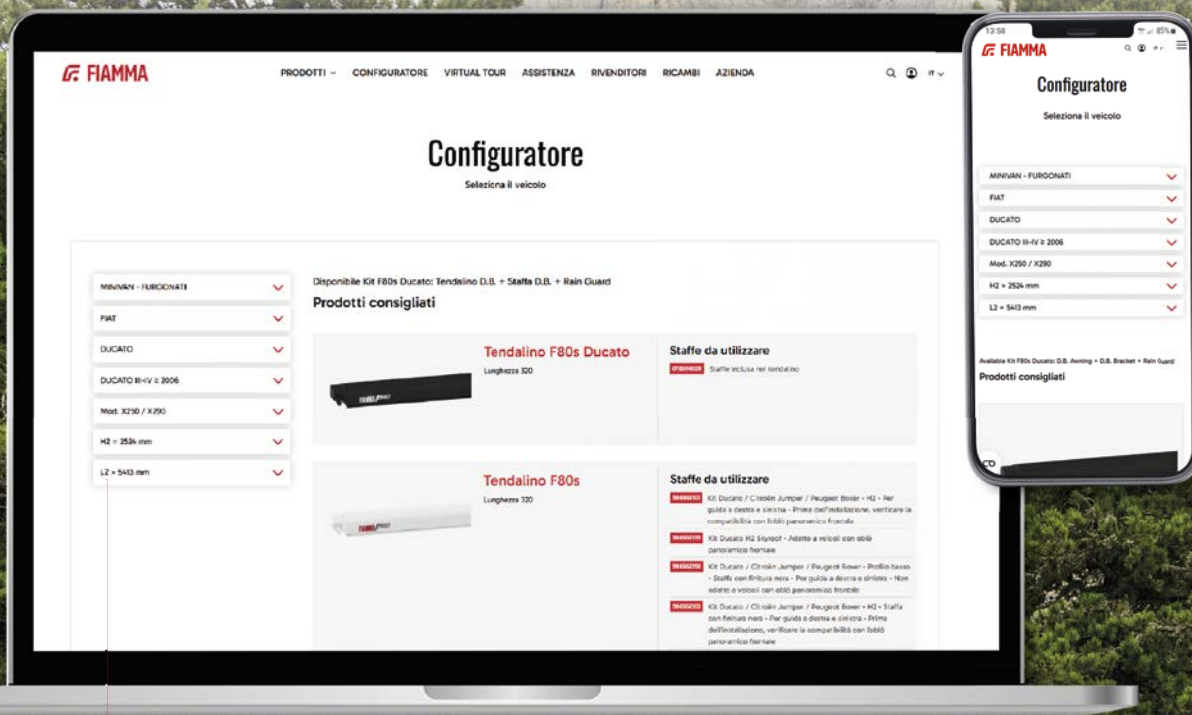 FIAMMA
PRODOTTI
CONFIGURATORE
VIRTUAL TOUR
ASSISTENZA
RIVENDITORI
RICAMBI
AZIENDA
IT
Configuratore
Seleziona il veicolo
MINIVAN - FURGONATI
FIAT
DUCATO
DUCATO III-IV ≥ 2006
Mod. X250 / X290
H2 = 2524 mm
L2 = 5413 mm
Disponibile Kit F80s Ducato: Tendalino D.B. + Staffa D.B. + Rain Guard
Prodotti consigliati
Tendalino F80s Ducato
Lunghezza 320
Staffe da utilizzare
Staffe inclusa nel tendalino
Tendalino F80s
Lunghezza 320
Staffe da utilizzare
Kit Ducato / Citroën Jumper / Peugeot Boxer - H2 - Per
guida a destra e sinistra - Prima dell'installazione, verificare la
compatibilità con l'oblò panoramico frontale
Kit Ducato H2 Skyroof - Adatto a veicoli con oblò
panoramico frontale
Kit Ducato / Citroën Jumper / Peugeot Boxer - Profilo basso
- Staffa con finitura nera - Per guida a destra e sinistra - Non
adatto a veicoli con oblò panoramico frontale
Kit Ducato / Citroën Jumper / Peugeot Boxer - H2 - Staffa
con finitura nera - Per guida a destra e sinistra - Prima
dell'installazione, verificare la compatibilità con l'oblò
panoramico frontale
13:58
85%
FIAMMA
Configuratore
Seleziona il veicolo
MINIVAN - FURGONATI
FIAT
DUCATO
DUCATO III-IV ≥ 2006
Mod. X250 / X290
H2 = 2524 mm
L2 = 5413 mm
Available Kit F80s Ducato: D.B. Awning + D.B. Bracket + Rain Guard
Prodotti consigliati